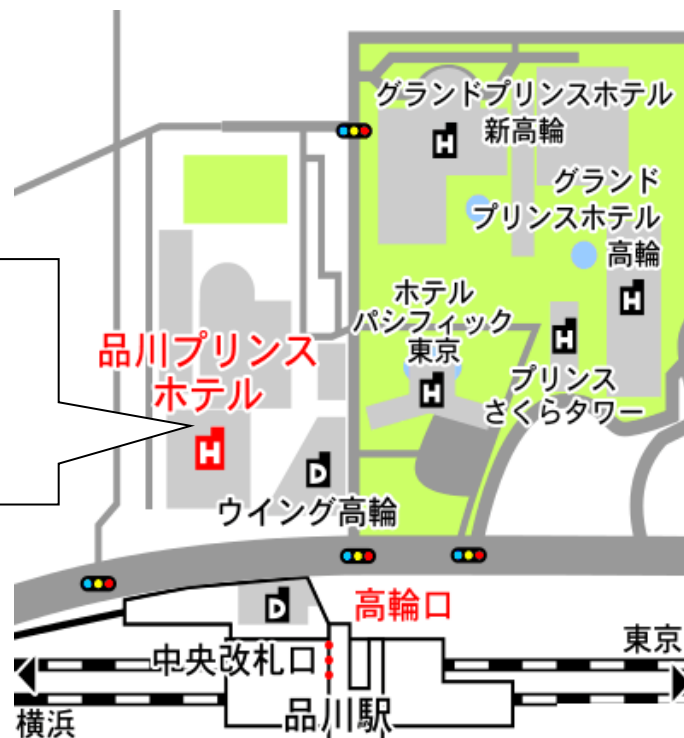 グランドプリンスホテル
新高輪
グランド
プリンスホテル
高輪
H
H
ホテル
パシフィック
東京
H
H
プリンス
さくらタワー
品川プリンス
ホテル
H
D
ウイング高輪
D
高輪口
中央改札口
東京
横浜
品川駅